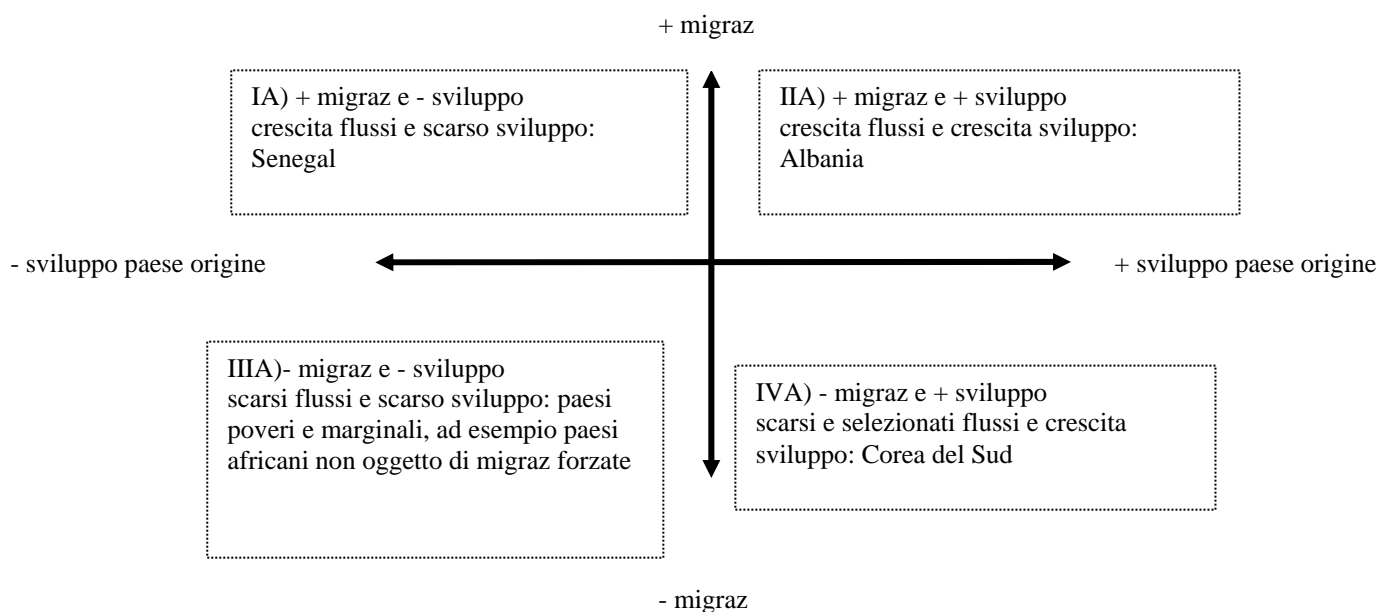 + migraz
IA) + migraz e - sviluppo
crescita flussi e scarso sviluppo:
Senegal
IIA) + migraz e + sviluppo
crescita flussi e crescita sviluppo:
Albania
- sviluppo paese origine
+ sviluppo paese origine
IIIA)- migraz e - sviluppo
scarsi flussi e scarso sviluppo: paesi
poveri e marginali, ad esempio paesi
africani non oggetto di migraz forzate
IVA) - migraz e + sviluppo
scarsi e selezionati flussi e crescita
sviluppo: Corea del Sud
- migraz